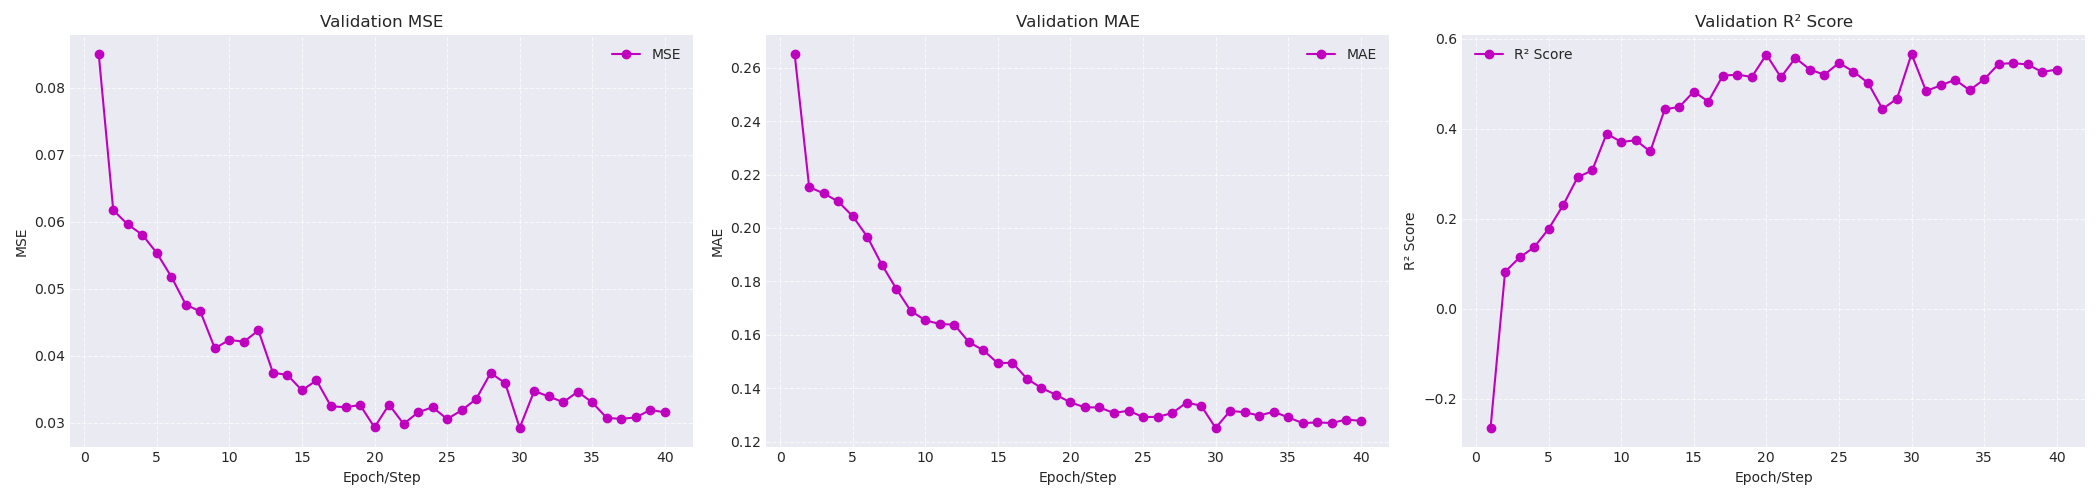 Validation MSE
MSE
0.08
0.07
0.06
0.05
0.04
0.03
MSE
0 5 10 15 20 25 30 35 40
Epoch/Step
Validation MAE
MAE
0.26
0.24
0.22
0.20
0.18
0.16
0.14
0.12
MAE
0 5 10 15 20 25 30 35 40
Epoch/Step
Validation R² Score
R² Score
0.6
0.4
0.2
0.0
−0.2
R² Score
0 5 10 15 20 25 30 35 40
Epoch/Step